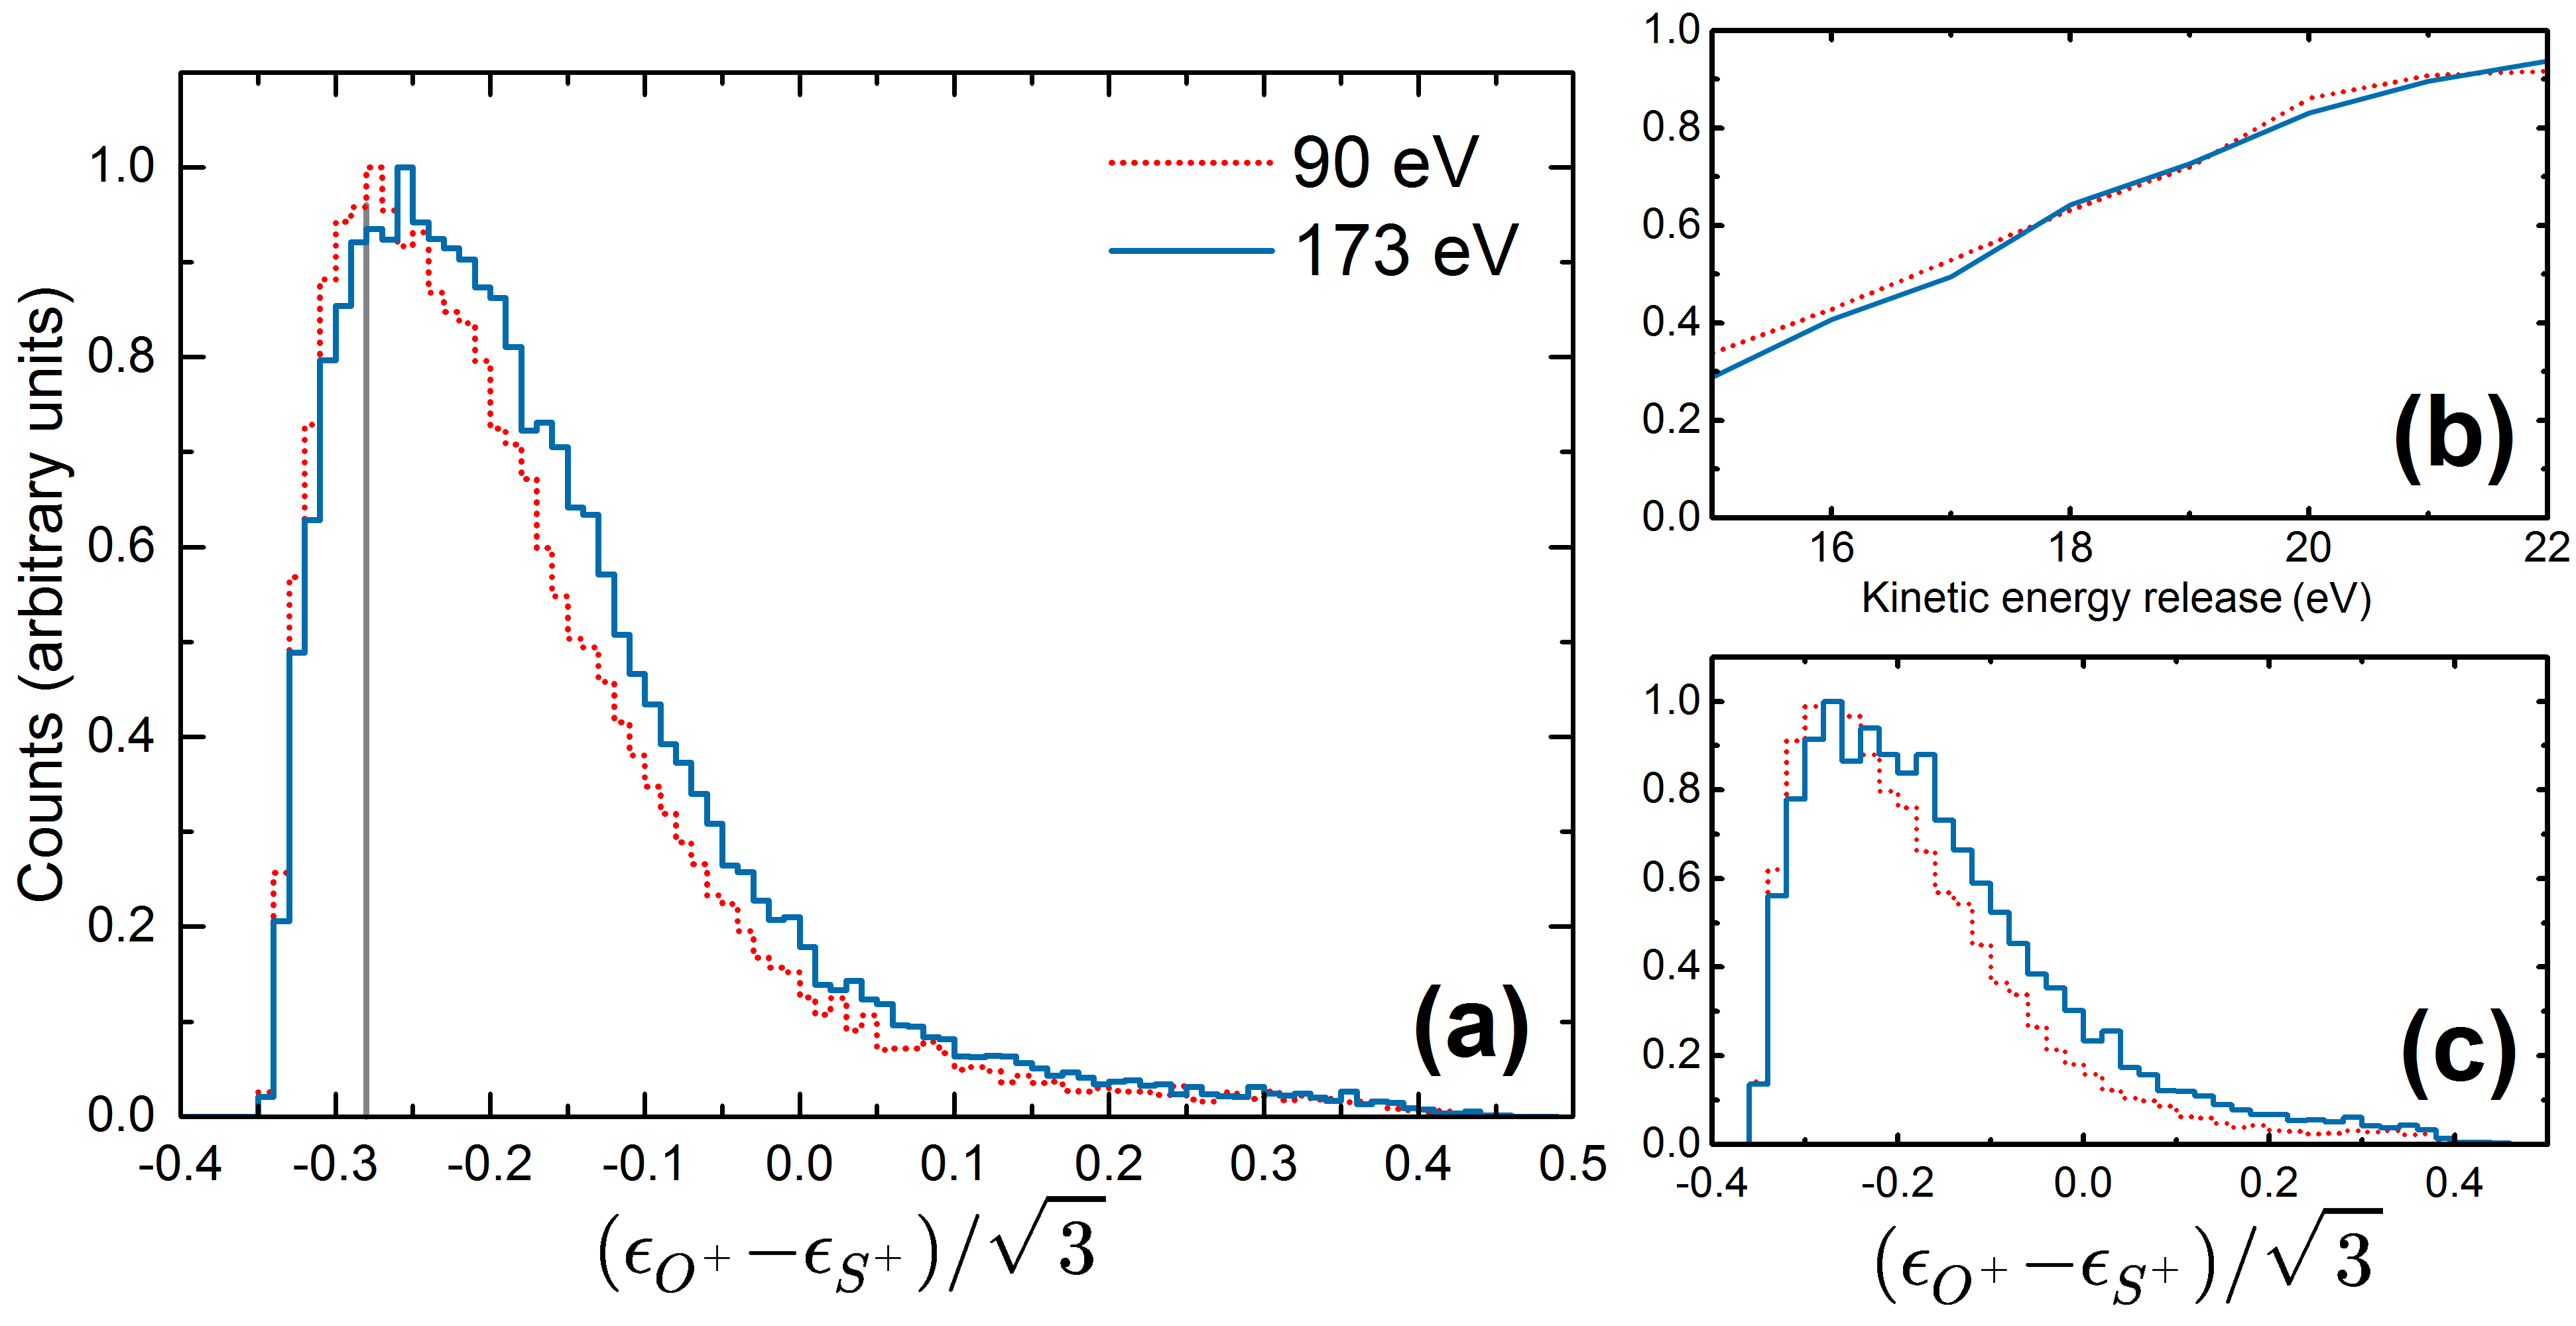 Counts (arbitrary units)
1.0
0.8
0.6
0.4
0.2
0.0
90 eV
173 eV
(a)
-0.4 -0.3 -0.2 -0.1 0.0 0.1 0.2 0.3 0.4 0.5
(ϵ_O⁺ − ϵ_S⁺)/√3
1.0
0.8
0.6
0.4
0.2
0.0
(b)
16 18 20 22
Kinetic energy release (eV)
1.0
0.8
0.6
0.4
0.2
0.0
(c)
-0.4 -0.2 0.0 0.2 0.4
(ϵ_O⁺ − ϵ_S⁺)/√3